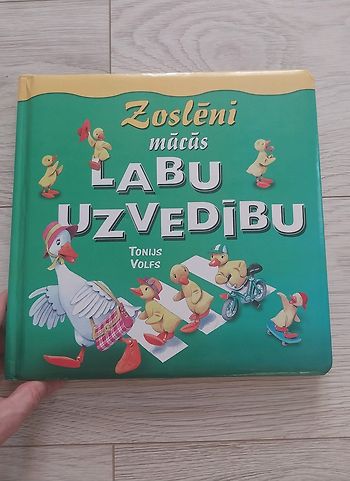 Zoslēni
mācās
LABU
UZVEDĪBU
TONIJS
VOLFS